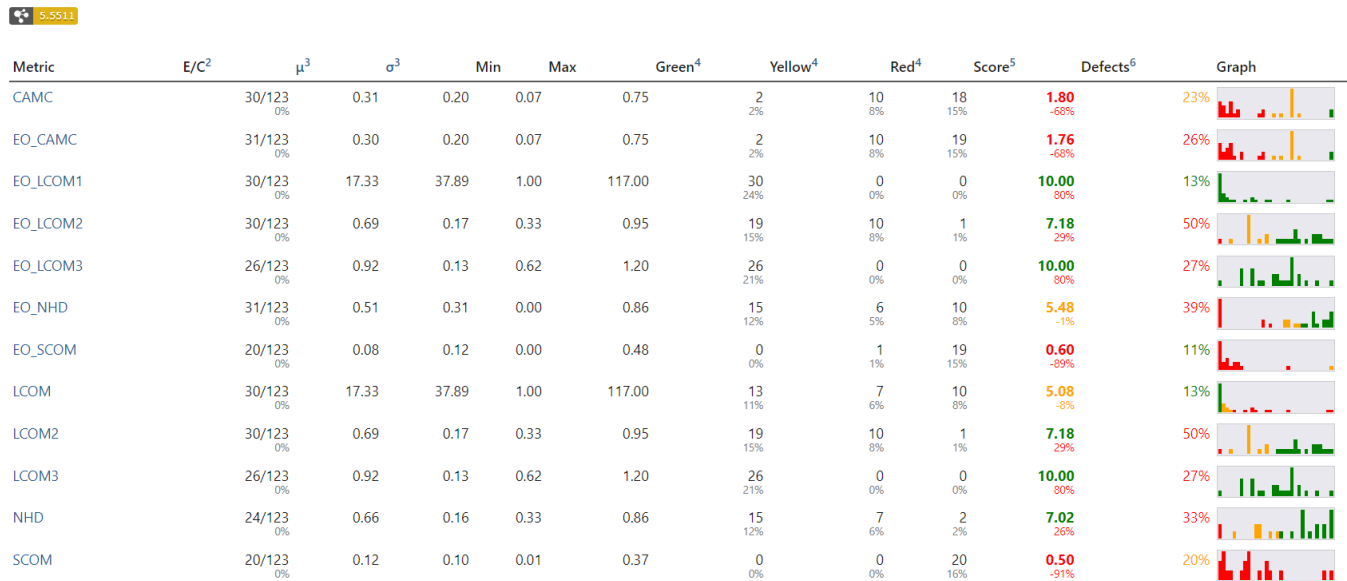 5.5511
Metric E/C2 μ3 σ3 Min Max Green4 Yellow4 Red4 Score5 Defects6 Graph
CAMC 30/123 0.31 0.20 0.07 0.75 2 10 18 1.80 23%
0% 2% 8% 15% -68%
EO_CAMC 31/123 0.30 0.20 0.07 0.75 2 10 19 1.76 26%
0% 2% 8% 15% -68%
EO_LCOM1 30/123 17.33 37.89 1.00 117.00 30 0 0 10.00 13%
0% 24% 0% 0% 80%
EO_LCOM2 30/123 0.69 0.17 0.33 0.95 19 10 1 7.18 50%
0% 15% 8% 1% 29%
EO_LCOM3 26/123 0.92 0.13 0.62 1.20 26 0 0 10.00 27%
0% 21% 0% 0% 80%
EO_NHD 31/123 0.51 0.31 0.00 0.86 15 6 10 5.48 39%
0% 12% 5% 8% -1%
EO_SCOM 20/123 0.08 0.12 0.00 0.48 0 1 19 0.60 11%
0% 0% 1% 15% -89%
LCOM 30/123 17.33 37.89 1.00 117.00 13 7 10 5.08 13%
0% 11% 6% 8% -8%
LCOM2 30/123 0.69 0.17 0.33 0.95 19 10 1 7.18 50%
0% 15% 8% 1% 29%
LCOM3 26/123 0.92 0.13 0.62 1.20 26 0 0 10.00 27%
0% 21% 0% 0% 80%
NHD 24/123 0.66 0.16 0.33 0.86 15 7 2 7.02 33%
0% 12% 6% 2% 26%
SCOM 20/123 0.12 0.10 0.01 0.37 0 0 20 0.50 20%
0% 0% 0% 16% -91%